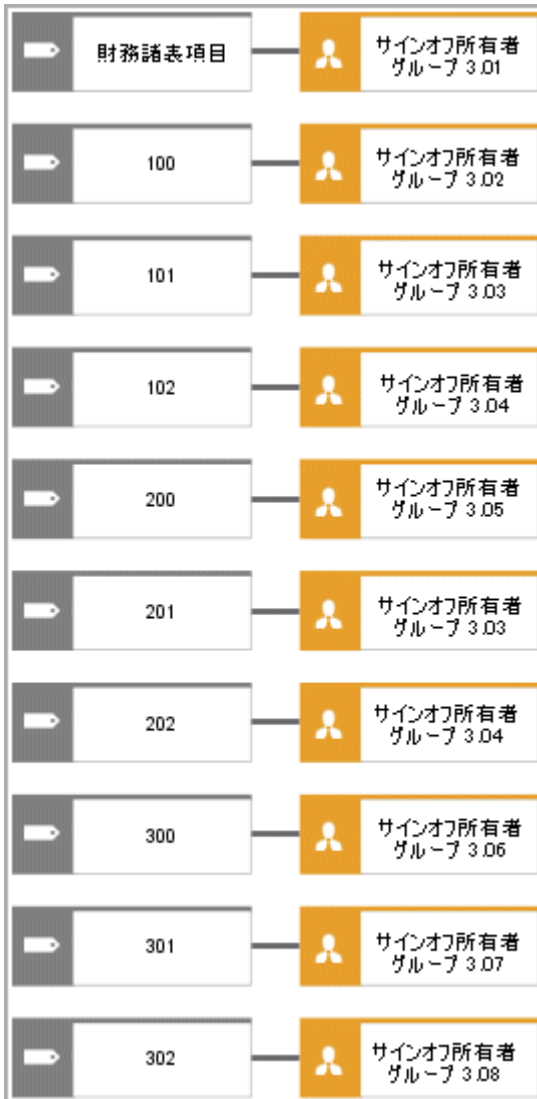 財務諸表項目
サインオフ所有者
グループ 3.01
100
サインオフ所有者
グループ 3.02
101
サインオフ所有者
グループ 3.03
102
サインオフ所有者
グループ 3.04
200
サインオフ所有者
グループ 3.05
201
サインオフ所有者
グループ 3.03
202
サインオフ所有者
グループ 3.04
300
サインオフ所有者
グループ 3.06
301
サインオフ所有者
グループ 3.07
302
サインオフ所有者
グループ 3.08